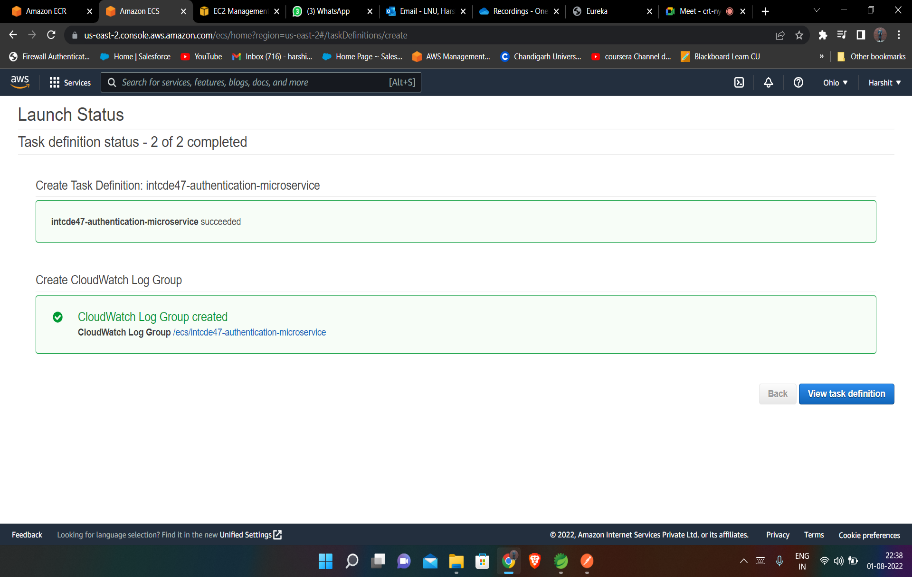 Amazon ECR
Amazon ECS
EC2 Managemen
(3) WhatsApp
Email - LNU, Hars
Recordings - One
Eureka
Meet - crt-ny
us-east-2.console.aws.amazon.com/ecs/home?region=us-east-2#/taskDefinitions/create
Firewall Authenticat...
Home | Salesforce
YouTube
Inbox (716) - harshi...
Home Page ~ Sales...
AWS Management...
Chandigarh Univers...
coursera Channel d...
Blackboard Learn CU
»
Other bookmarks
aws
Services
Search for services, features, blogs, docs, and more
[Alt+S]
Ohio ▼
Harshit ▼
Launch Status
Task definition status - 2 of 2 completed
Create Task Definition: intcde47-authentication-microservice
intcde47-authentication-microservice succeeded
Create CloudWatch Log Group
CloudWatch Log Group created
CloudWatch Log Group /ecs/intcde47-authentication-microservice
Back
View task definition
Feedback
Looking for language selection? Find it in the new Unified Settings
© 2022, Amazon Internet Services Private Ltd. or its affiliates.
Privacy
Terms
Cookie preferences
ENG
IN
22:38
01-08-2022